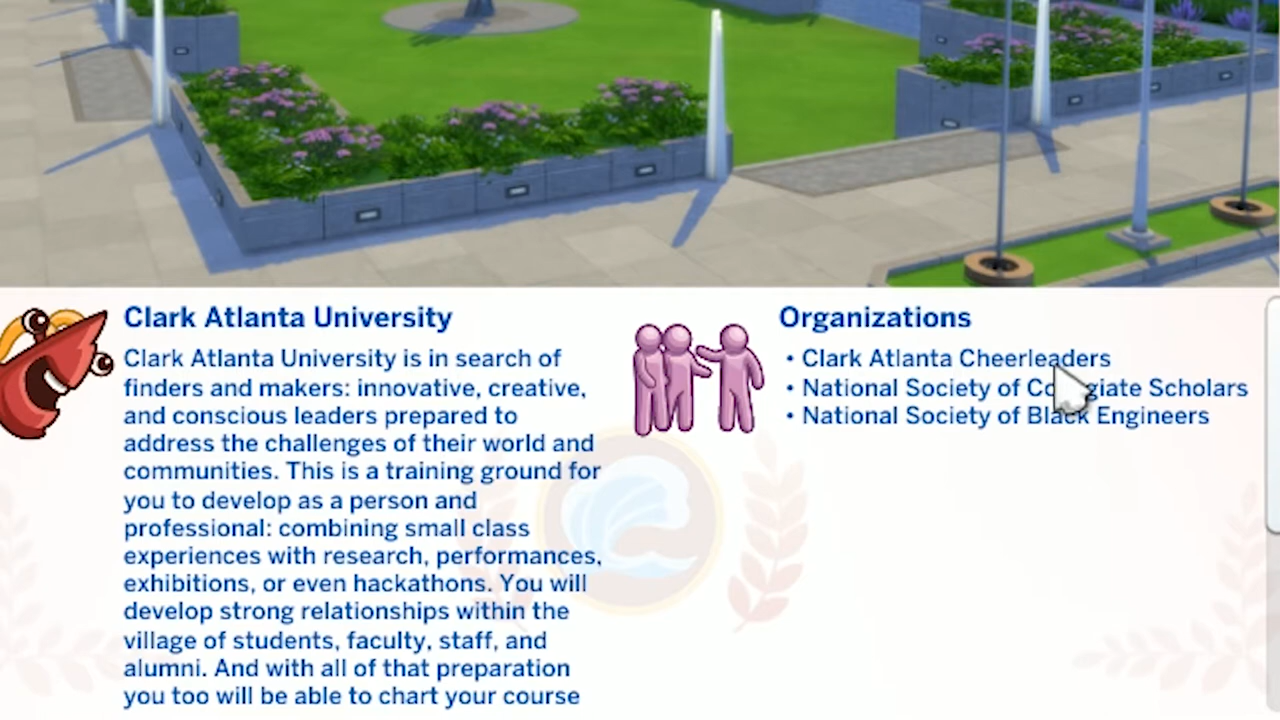 Clark Atlanta University
Clark Atlanta University is in search of
finders and makers: innovative, creative,
and conscious leaders prepared to
address the challenges of their world and
communities. This is a training ground for
you to develop as a person and
professional: combining small class
experiences with research, performances,
exhibitions, or even hackathons. You will
develop strong relationships within the
village of students, faculty, staff, and
alumni. And with all of that preparation
you too will be able to chart your course
Organizations
• Clark Atlanta Cheerleaders
• National Society of Collegiate Scholars
• National Society of Black Engineers